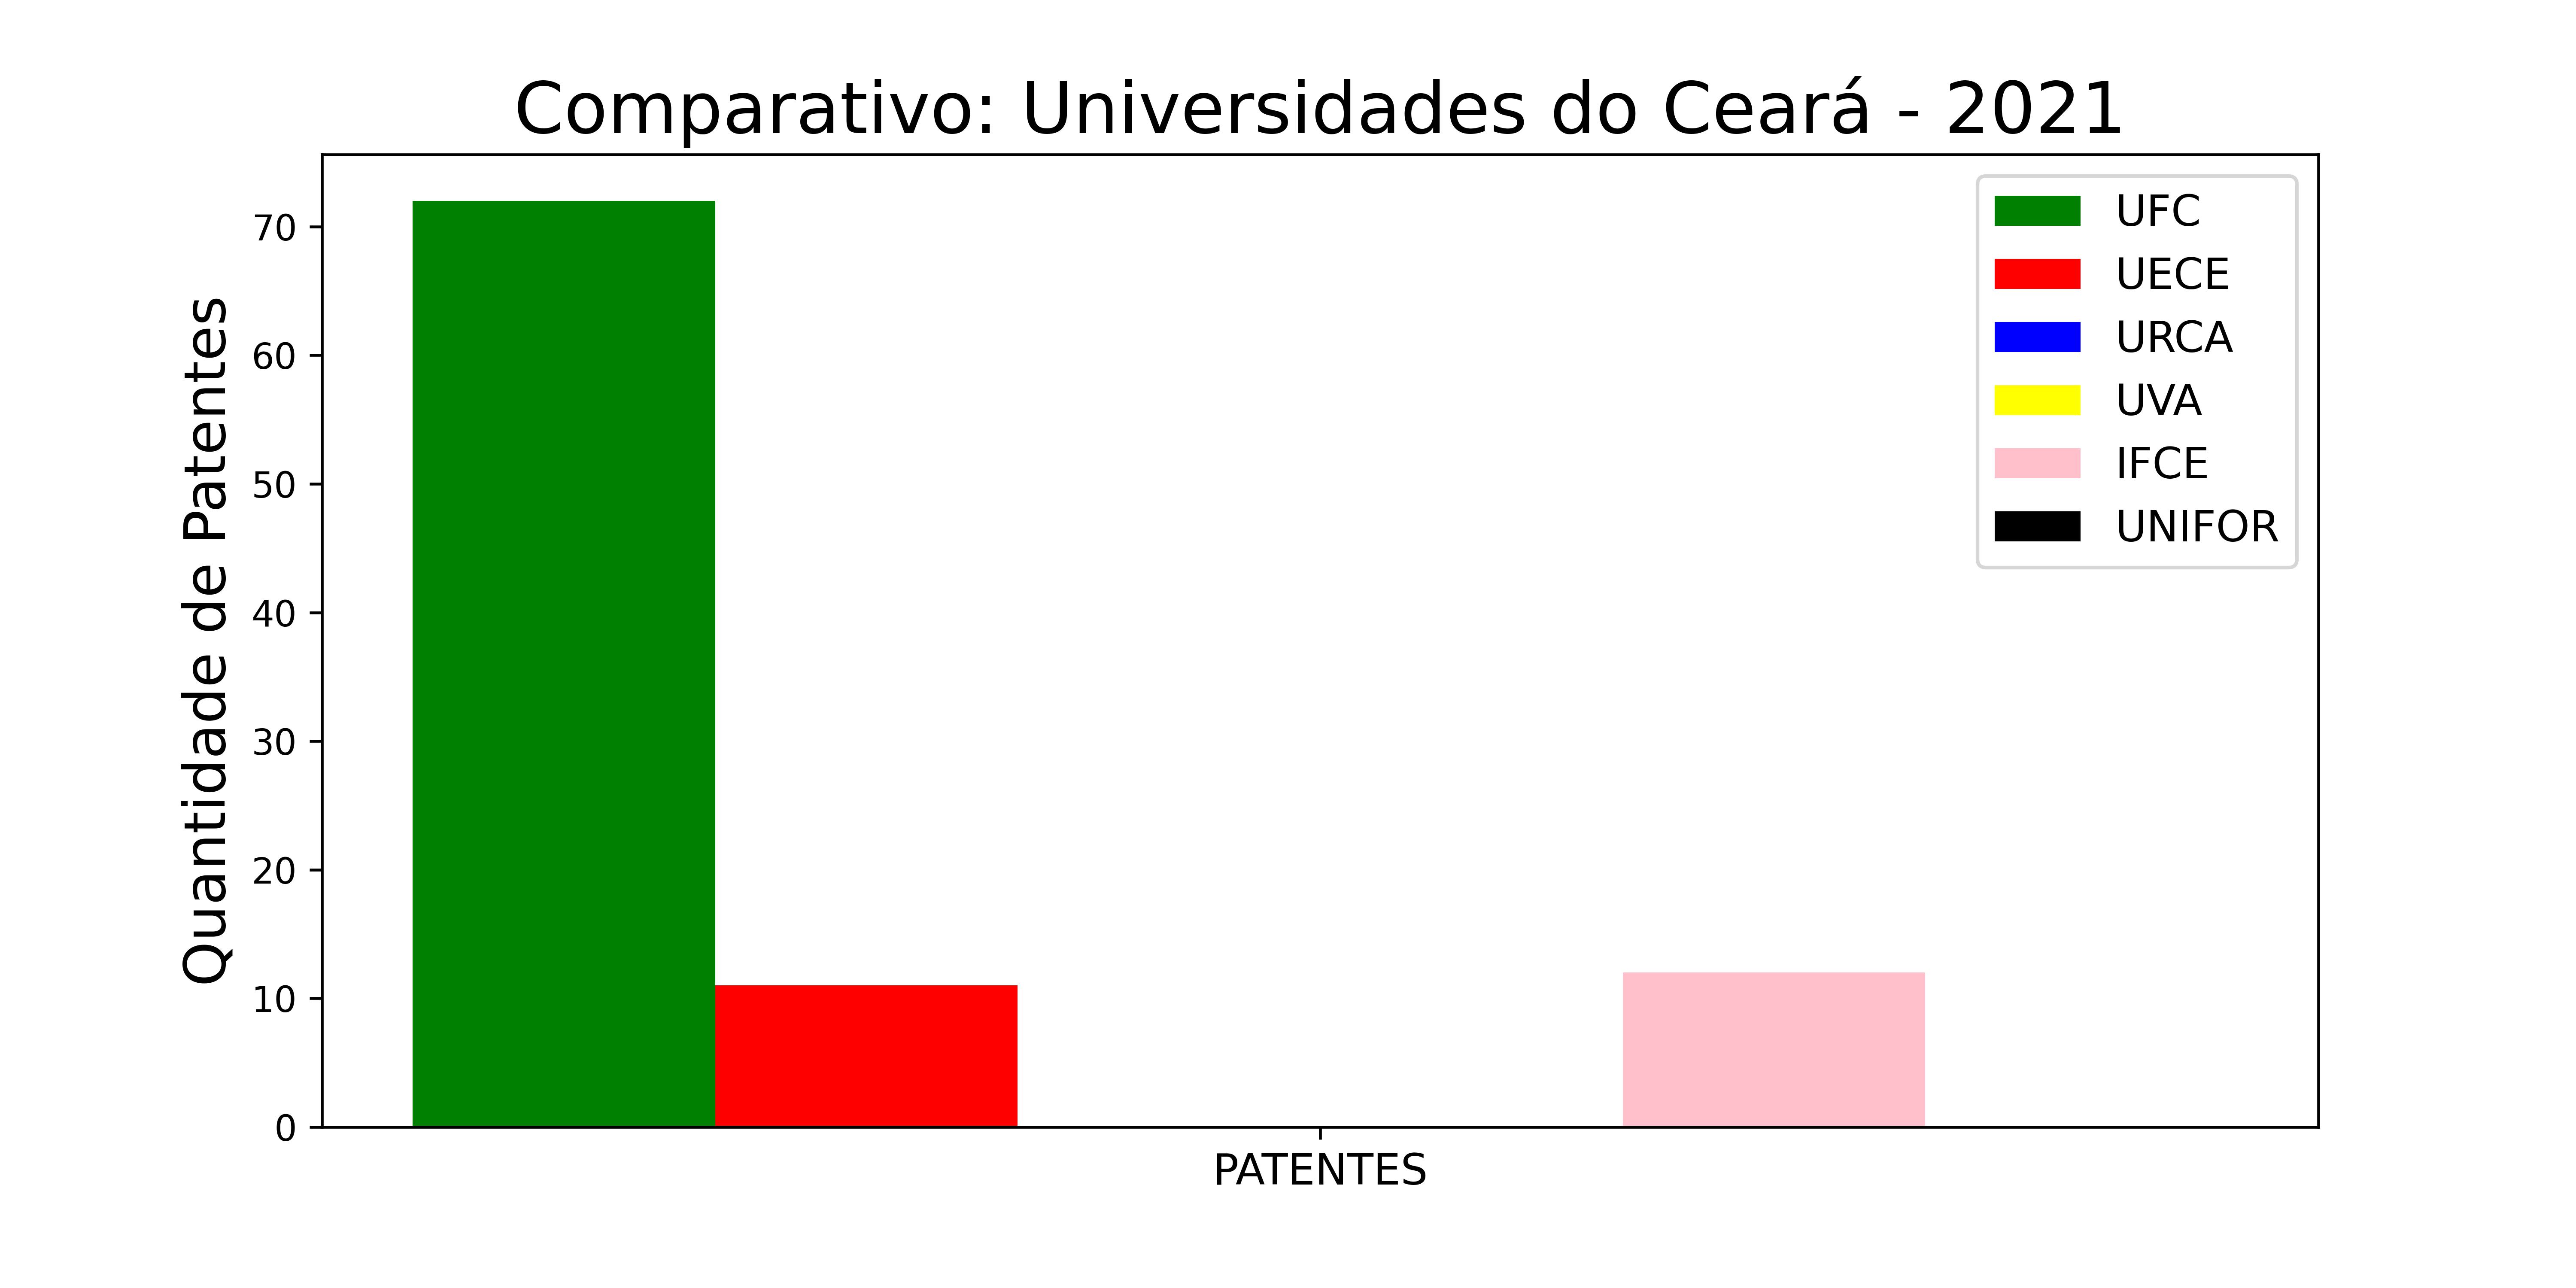 Comparativo: Universidades do Ceará - 2021
Quantidade de Patentes
70
60
50
40
30
20
10
0
PATENTES
UFC
UECE
URCA
UVA
IFCE
UNIFOR